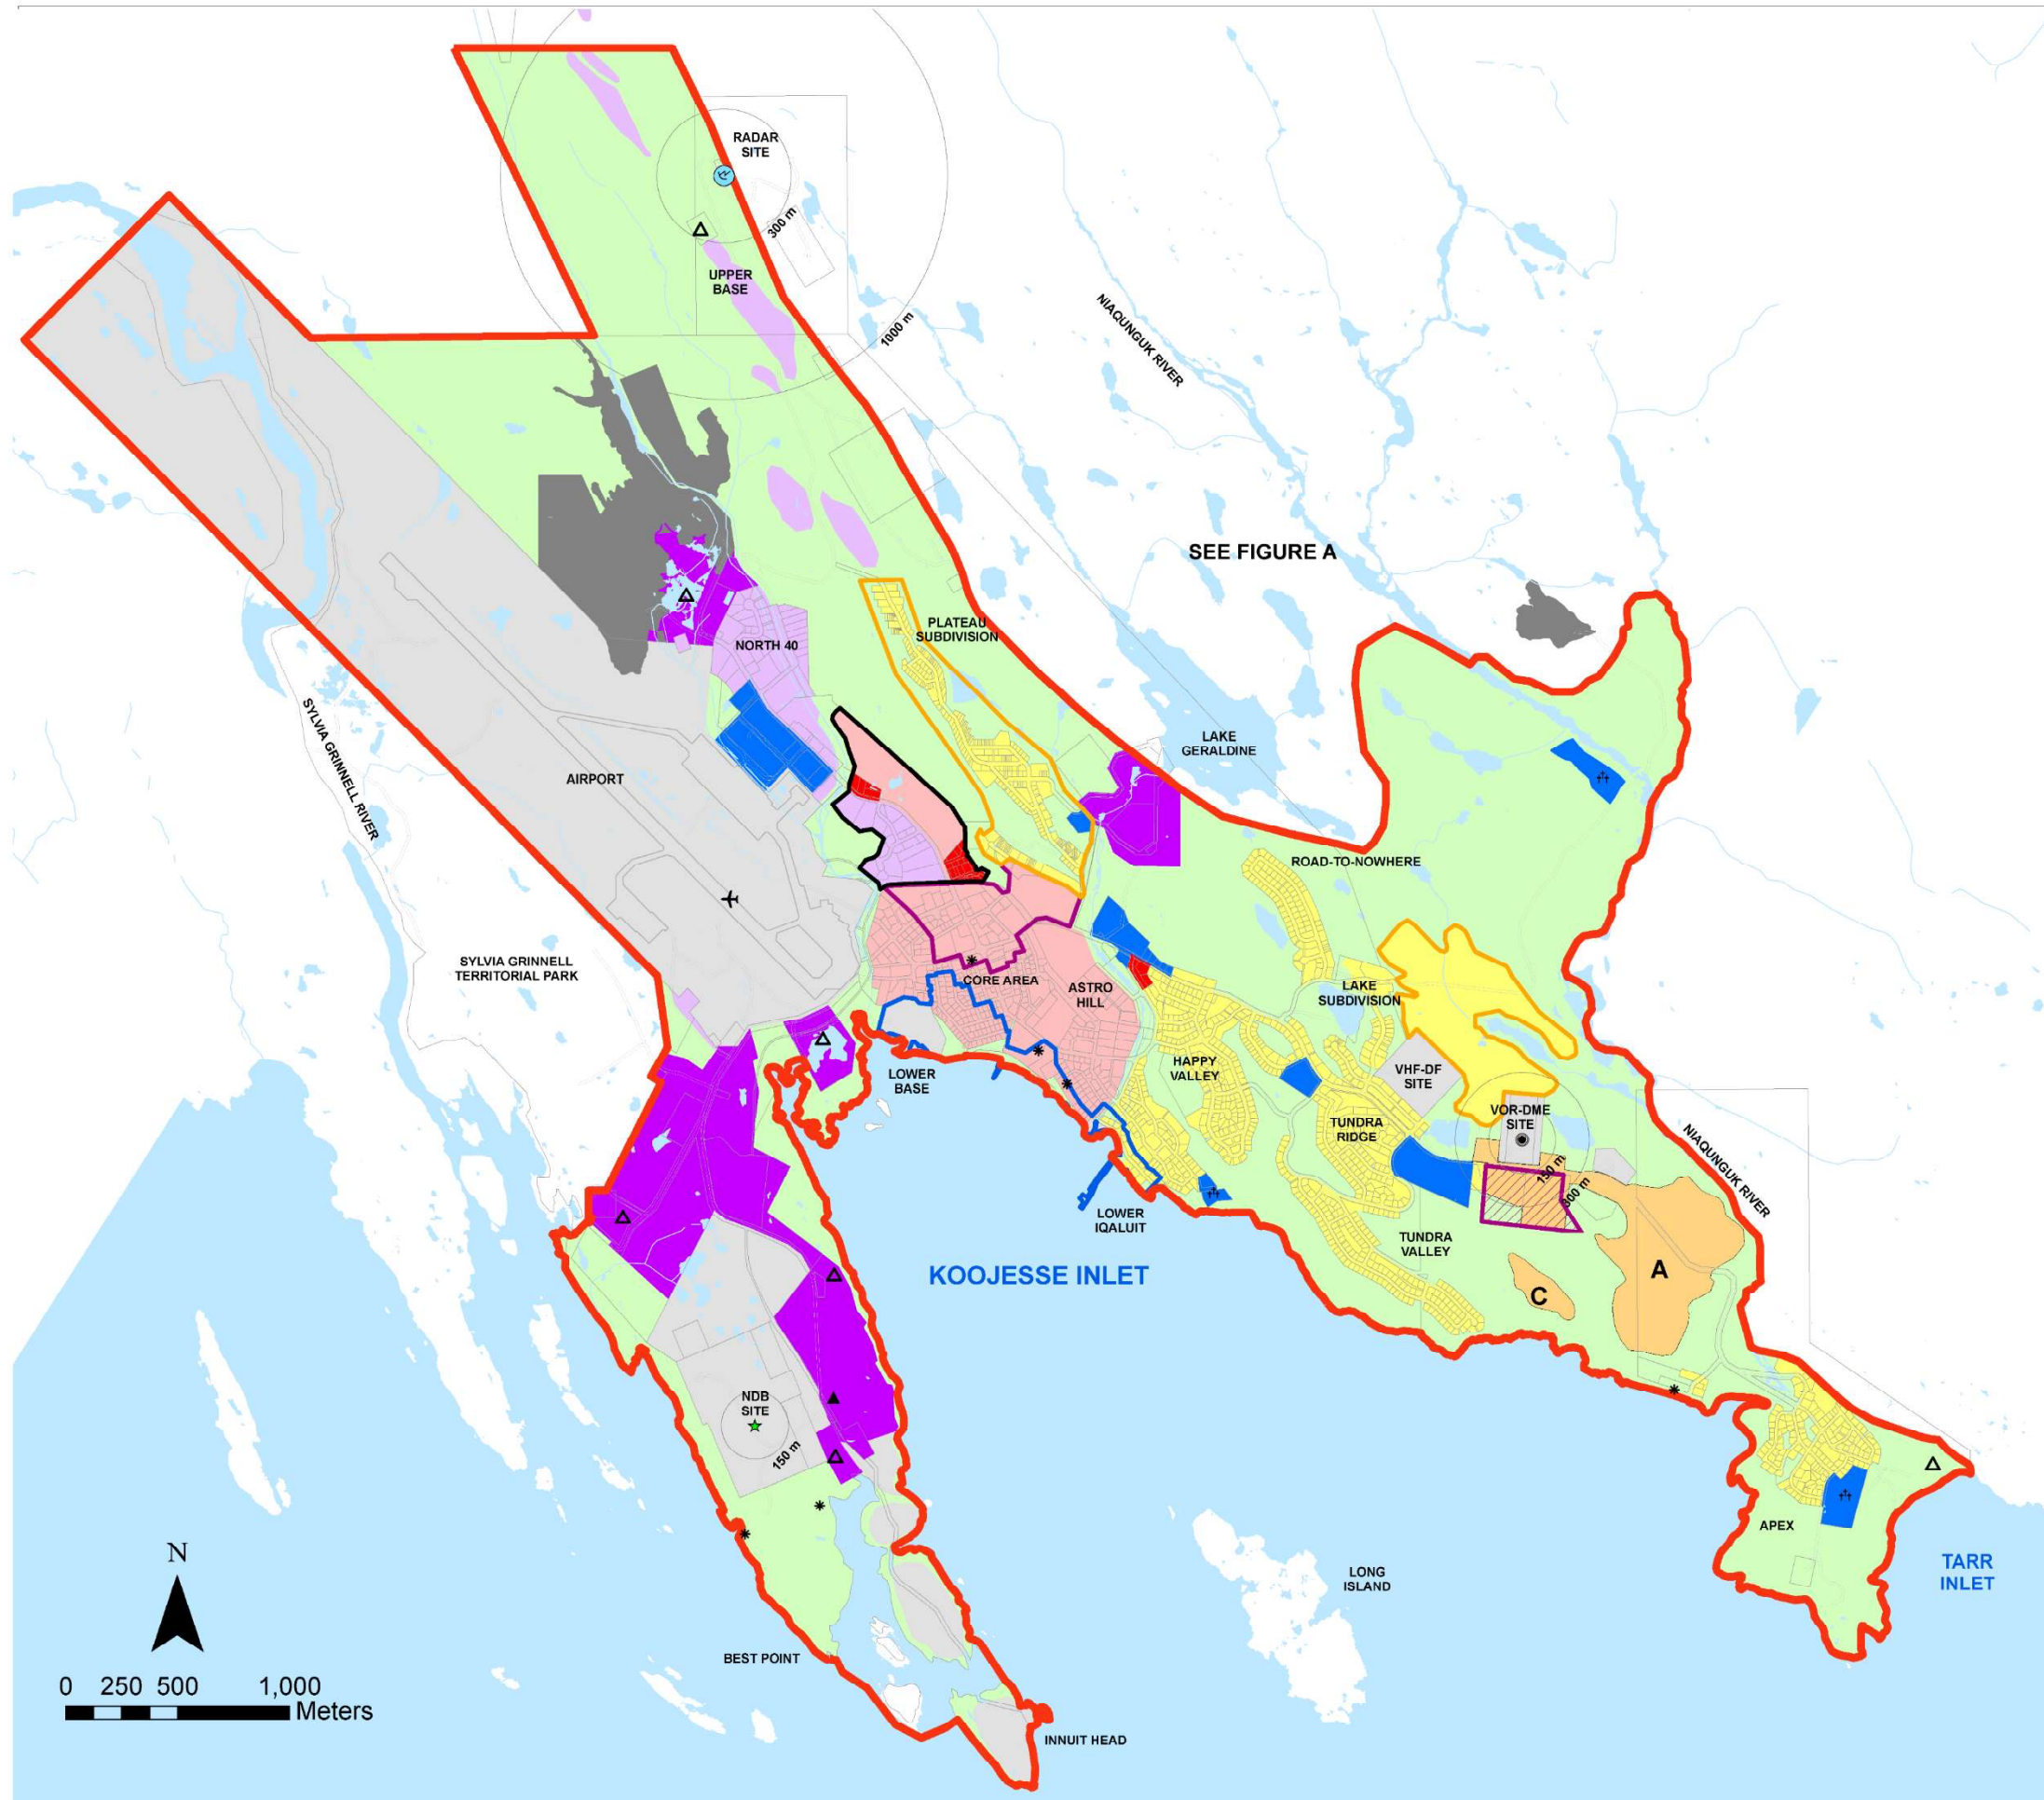 RADAR
SITE
300 m
UPPER
BASE
1000 m
NIAQUNGUK RIVER
SEE FIGURE A
PLATEAU
SUBDIVISION
NORTH 40
LAKE
GERALDINE
SYLVIA GRINNELL RIVER
AIRPORT
ROAD-TO-NOWHERE
SYLVIA GRINNELL
TERRITORIAL PARK
CORE AREA
ASTRO
HILL
LAKE
SUBDIVISION
HAPPY
VALLEY
VHF-DF
SITE
LOWER
BASE
VOR-DME
SITE
TUNDRA
RIDGE
NIAQUNGUK RIVER
150 m
300 m
LOWER
IQALUIT
TUNDRA
VALLEY
KOOJESSE INLET
A
C
NDB
SITE
150 m
APEX
N
LONG
ISLAND
TARR
INLET
BEST POINT
0 250 500 1,000
Meters
INNUIT HEAD